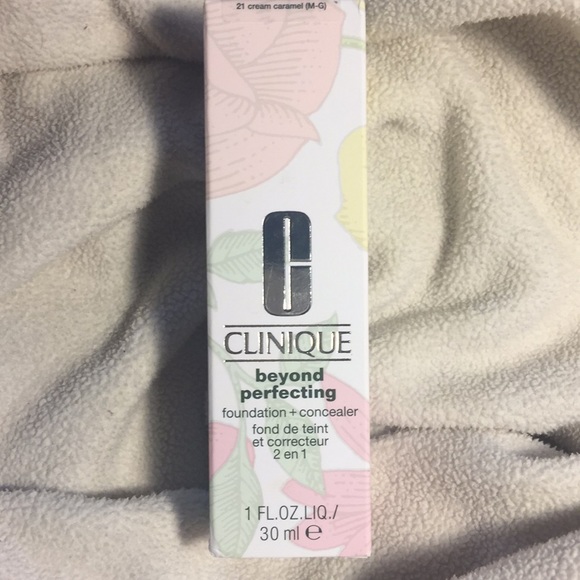 21 cream caramel (M-G)
CLINIQUE
beyond
perfecting
foundation + concealer
fond de teint
et correcteur
2 en 1
1 FL.OZ.LIQ./
30 ml ℮